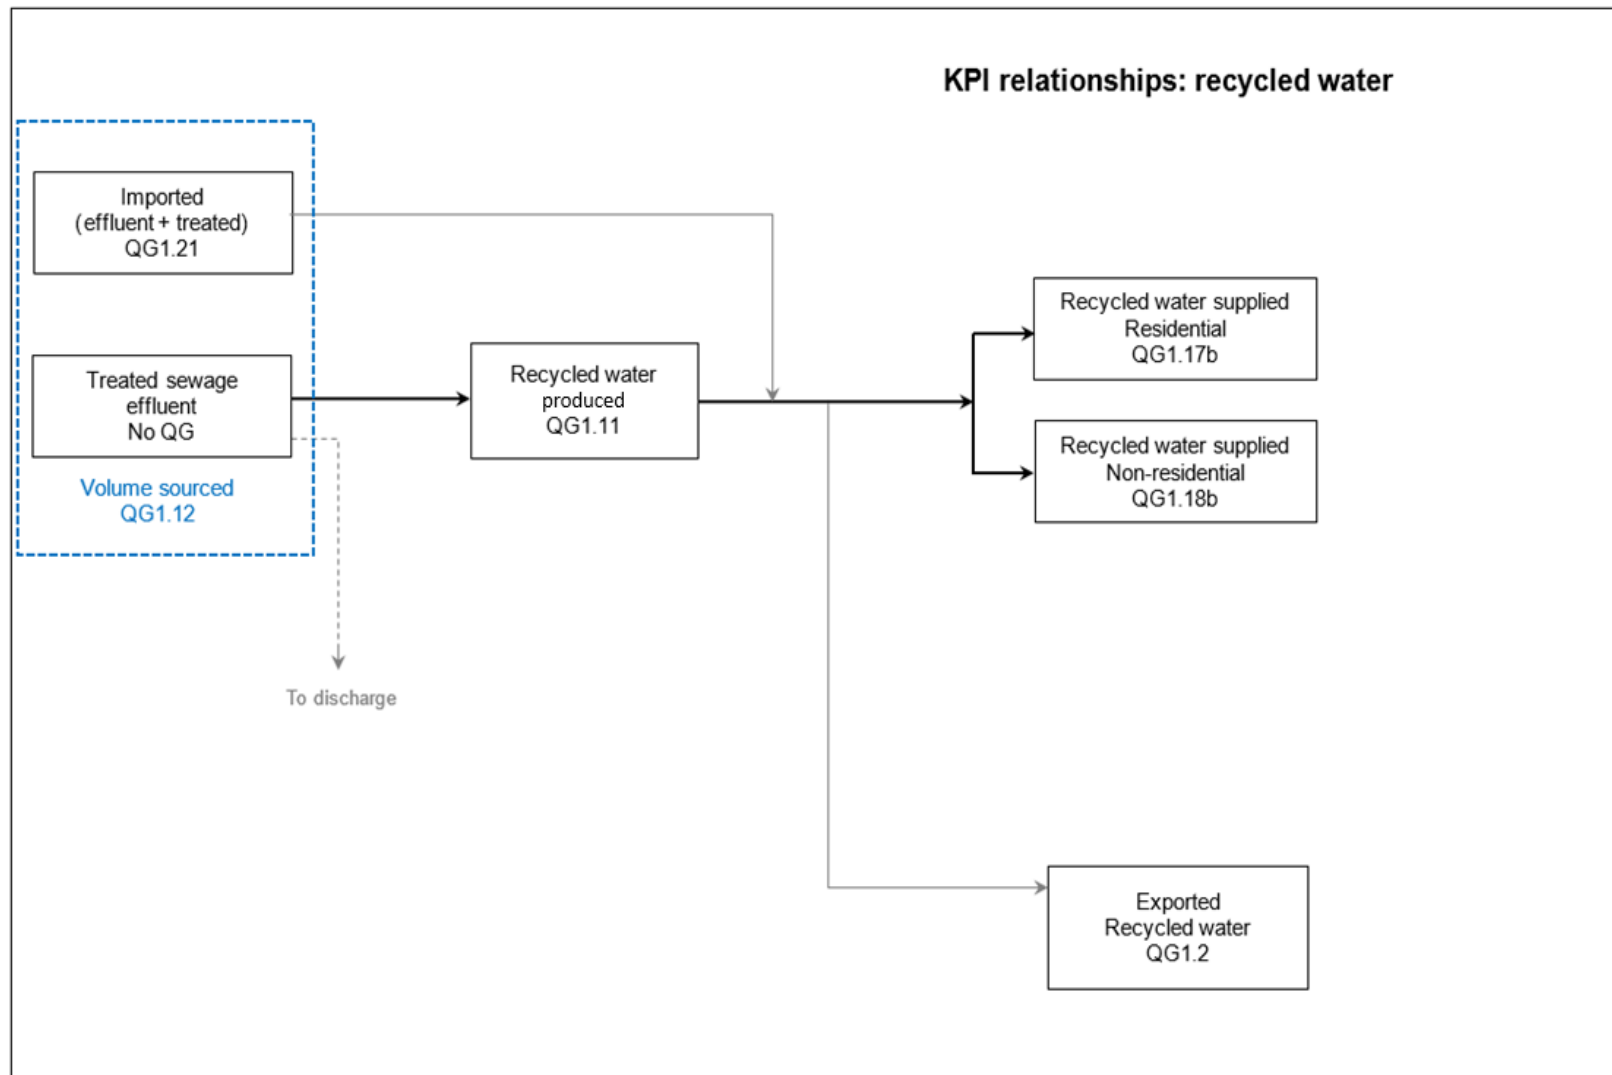 KPI relationships: recycled water
Imported
(effluent + treated)
QG1.21
Treated sewage
effluent
No QG
Volume sourced
QG1.12
To discharge
Recycled water
produced
QG1.11
Recycled water supplied
Residential
QG1.17b
Recycled water supplied
Non-residential
QG1.18b
Exported
Recycled water
QG1.2